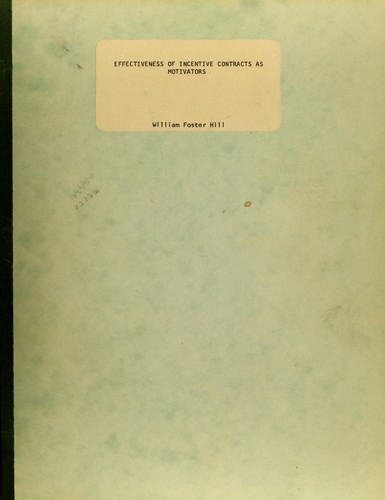 EFFECTIVENESS OF INCENTIVE CONTRACTS AS
MOTIVATORS
William Foster Hill